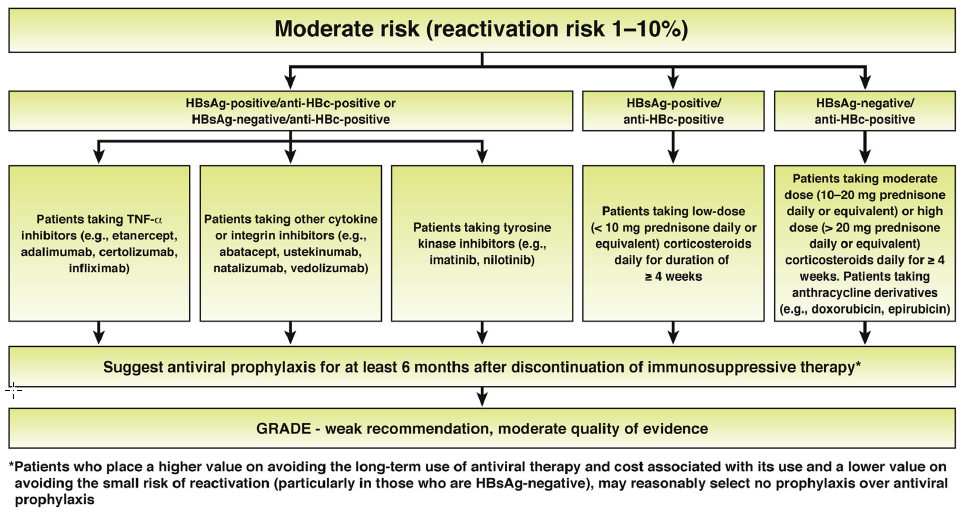 Moderate risk (reactivation risk 1–10%)
HBsAg-positive/anti-HBc-positive or
HBsAg-negative/anti-HBc-positive
HBsAg-positive/
anti-HBc-positive
HBsAg-negative/
anti-HBc-positive
Patients taking TNF-α
inhibitors (e.g., etanercept,
adalimumab, certolizumab,
infliximab)
Patients taking other cytokine
or integrin inhibitors (e.g.,
abatacept, ustekinumab,
natalizumab, vedolizumab)
Patients taking tyrosine
kinase inhibitors (e.g.,
imatinib, nilotinib)
Patients taking low-dose
(< 10 mg prednisone daily or
equivalent) corticosteroids
daily for duration of
≥ 4 weeks
Patients taking moderate
dose (10–20 mg prednisone
daily or equivalent) or high
dose (> 20 mg prednisone
daily or equivalent)
corticosteroids daily for ≥ 4
weeks. Patients taking
anthracycline derivatives
(e.g., doxorubicin, epirubicin)
Suggest antiviral prophylaxis for at least 6 months after discontinuation of immunosuppressive therapy*
GRADE - weak recommendation, moderate quality of evidence
*Patients who place a higher value on avoiding the long-term use of antiviral therapy and cost associated with its use and a lower value on
avoiding the small risk of reactivation (particularly in those who are HBsAg-negative), may reasonably select no prophylaxis over antiviral
prophylaxis